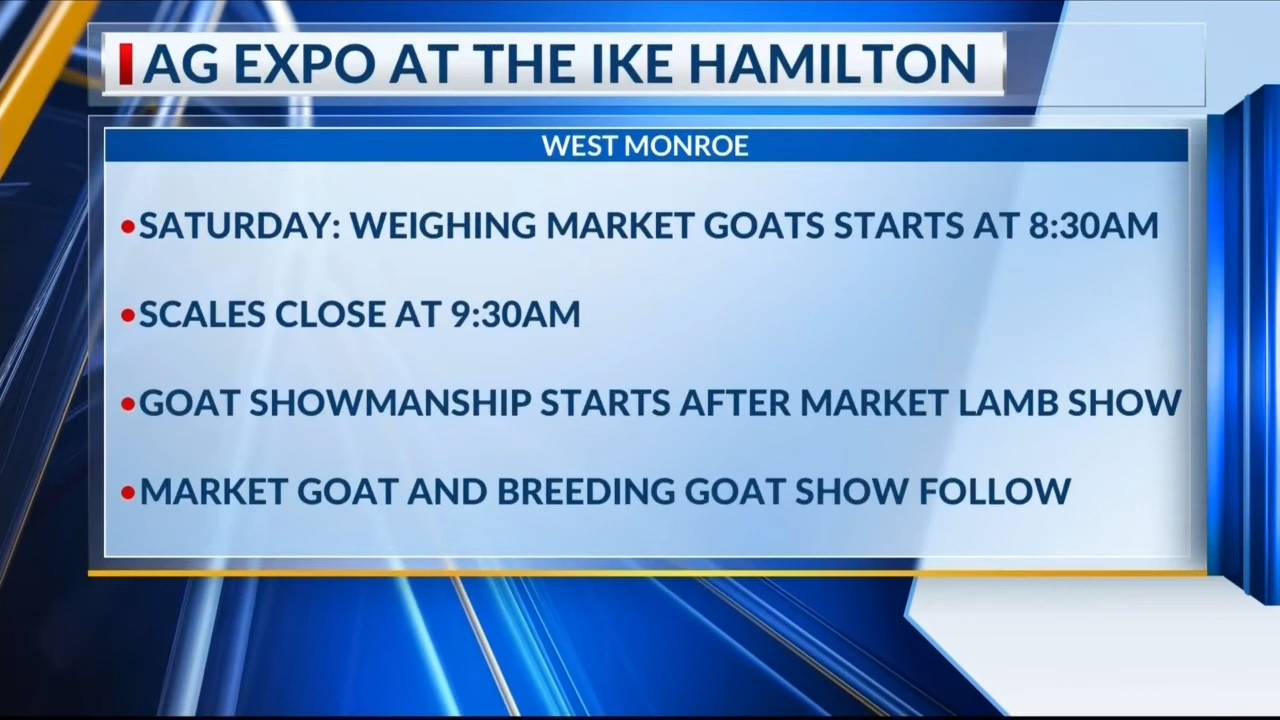 AG EXPO AT THE IKE HAMILTON
WEST MONROE
•SATURDAY: WEIGHING MARKET GOATS STARTS AT 8:30AM
•SCALES CLOSE AT 9:30AM
•GOAT SHOWMANSHIP STARTS AFTER MARKET LAMB SHOW
•MARKET GOAT AND BREEDING GOAT SHOW FOLLOW